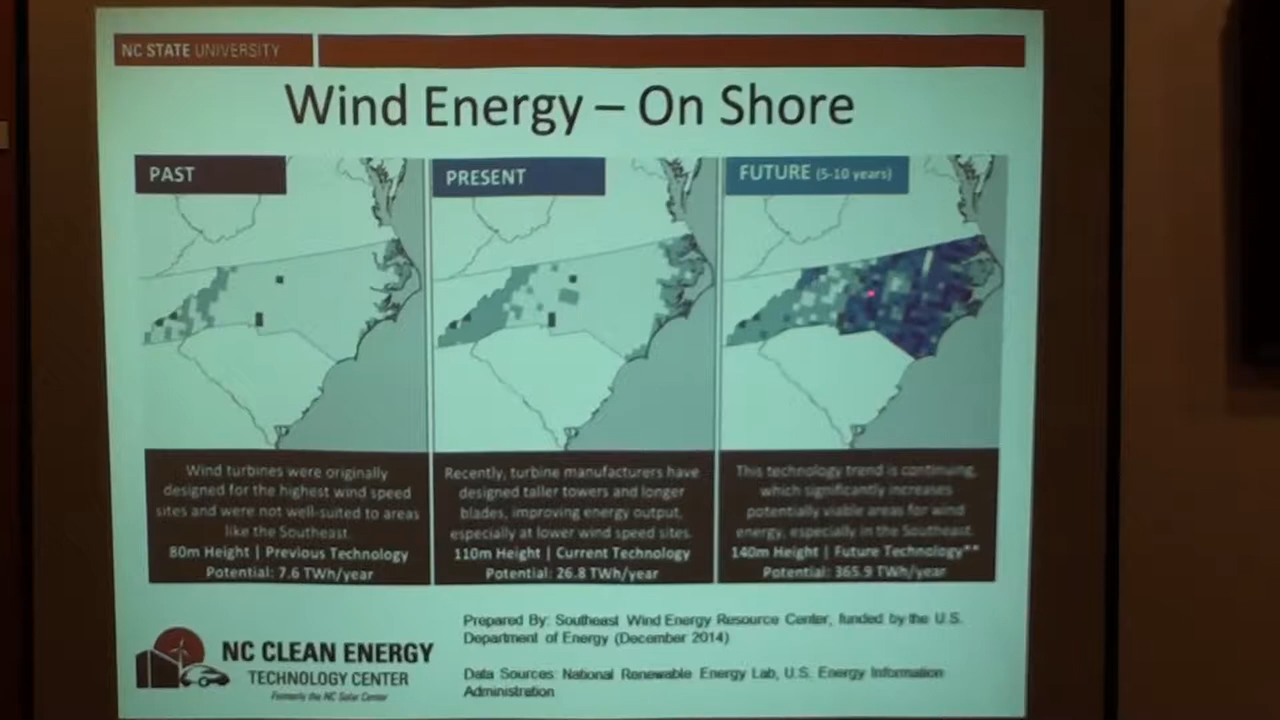 NC STATE UNIVERSITY
Wind Energy – On Shore
PAST
Wind turbines were originally
designed for the highest wind speed
sites and were not well-suited to areas
like the Southeast.
80m Height | Previous Technology
Potential: 7.6 TWh/year
PRESENT
Recently, turbine manufacturers have
designed taller towers and longer
blades, improving energy output,
especially at lower wind speed sites.
110m Height | Current Technology
Potential: 26.8 TWh/year
FUTURE (5-10 years)
This technology trend is continuing,
which significantly increases
potentially viable areas for wind
energy, especially in the Southeast.
140m Height | Future Technology**
Potential: 365.9 TWh/year
NC CLEAN ENERGY
TECHNOLOGY CENTER
Formerly the NC Solar Center
Prepared By: Southeast Wind Energy Resource Center, funded by the U.S.
Department of Energy (December 2014)
Data Sources: National Renewable Energy Lab, U.S. Energy Information
Administration